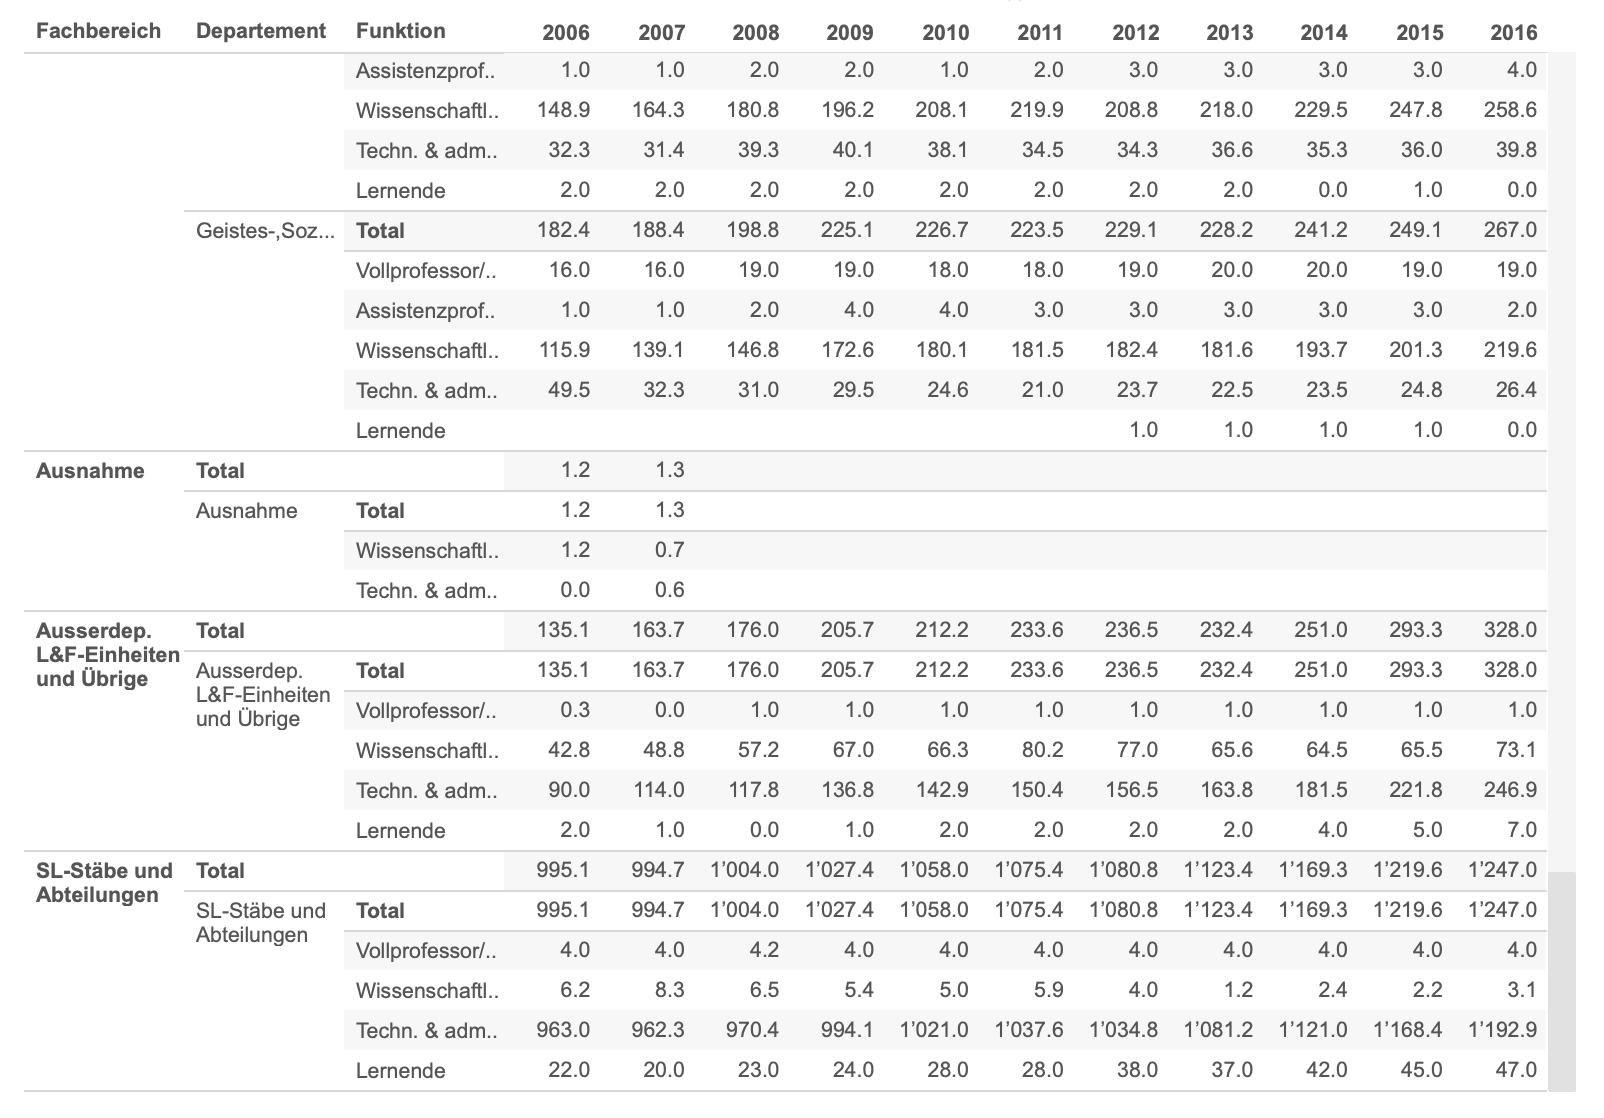 Fachbereich Departement Funktion 2006 2007 2008 2009 2010 2011 2012 2013 2014 2015 2016
Assistenzprof.. 1.0 1.0 2.0 2.0 1.0 2.0 3.0 3.0 3.0 3.0 4.0
Wissenschaftl.. 148.9 164.3 180.8 196.2 208.1 219.9 208.8 218.0 229.5 247.8 258.6
Techn. & adm.. 32.3 31.4 39.3 40.1 38.1 34.5 34.3 36.6 35.3 36.0 39.8
Lernende 2.0 2.0 2.0 2.0 2.0 2.0 2.0 2.0 0.0 1.0 0.0
Geistes-,Soz... Total 182.4 188.4 198.8 225.1 226.7 223.5 229.1 228.2 241.2 249.1 267.0
Vollprofessor/.. 16.0 16.0 19.0 19.0 18.0 18.0 19.0 20.0 20.0 19.0 19.0
Assistenzprof.. 1.0 1.0 2.0 4.0 4.0 3.0 3.0 3.0 3.0 3.0 2.0
Wissenschaftl.. 115.9 139.1 146.8 172.6 180.1 181.5 182.4 181.6 193.7 201.3 219.6
Techn. & adm.. 49.5 32.3 31.0 29.5 24.6 21.0 23.7 22.5 23.5 24.8 26.4
Lernende 1.0 1.0 1.0 1.0 0.0
Ausnahme Total 1.2 1.3
Ausnahme Total 1.2 1.3
Wissenschaftl.. 1.2 0.7
Techn. & adm.. 0.0 0.6
Ausserdep. Total 135.1 163.7 176.0 205.7 212.2 233.6 236.5 232.4 251.0 293.3 328.0
L&F-Einheiten
und Übrige
Ausserdep. Total 135.1 163.7 176.0 205.7 212.2 233.6 236.5 232.4 251.0 293.3 328.0
L&F-Einheiten
und Übrige
Vollprofessor/.. 0.3 0.0 1.0 1.0 1.0 1.0 1.0 1.0 1.0 1.0 1.0
Wissenschaftl.. 42.8 48.8 57.2 67.0 66.3 80.2 77.0 65.6 64.5 65.5 73.1
Techn. & adm.. 90.0 114.0 117.8 136.8 142.9 150.4 156.5 163.8 181.5 221.8 246.9
Lernende 2.0 1.0 0.0 1.0 2.0 2.0 2.0 2.0 4.0 5.0 7.0
SL-Stäbe und Total 995.1 994.7 1’004.0 1’027.4 1’058.0 1’075.4 1’080.8 1’123.4 1’169.3 1’219.6 1’247.0
Abteilungen
SL-Stäbe und Total 995.1 994.7 1’004.0 1’027.4 1’058.0 1’075.4 1’080.8 1’123.4 1’169.3 1’219.6 1’247.0
Abteilungen
Vollprofessor/.. 4.0 4.0 4.2 4.0 4.0 4.0 4.0 4.0 4.0 4.0 4.0
Wissenschaftl.. 6.2 8.3 6.5 5.4 5.0 5.9 4.0 1.2 2.4 2.2 3.1
Techn. & adm.. 963.0 962.3 970.4 994.1 1’021.0 1’037.6 1’034.8 1’081.2 1’121.0 1’168.4 1’192.9
Lernende 22.0 20.0 23.0 24.0 28.0 28.0 38.0 37.0 42.0 45.0 47.0